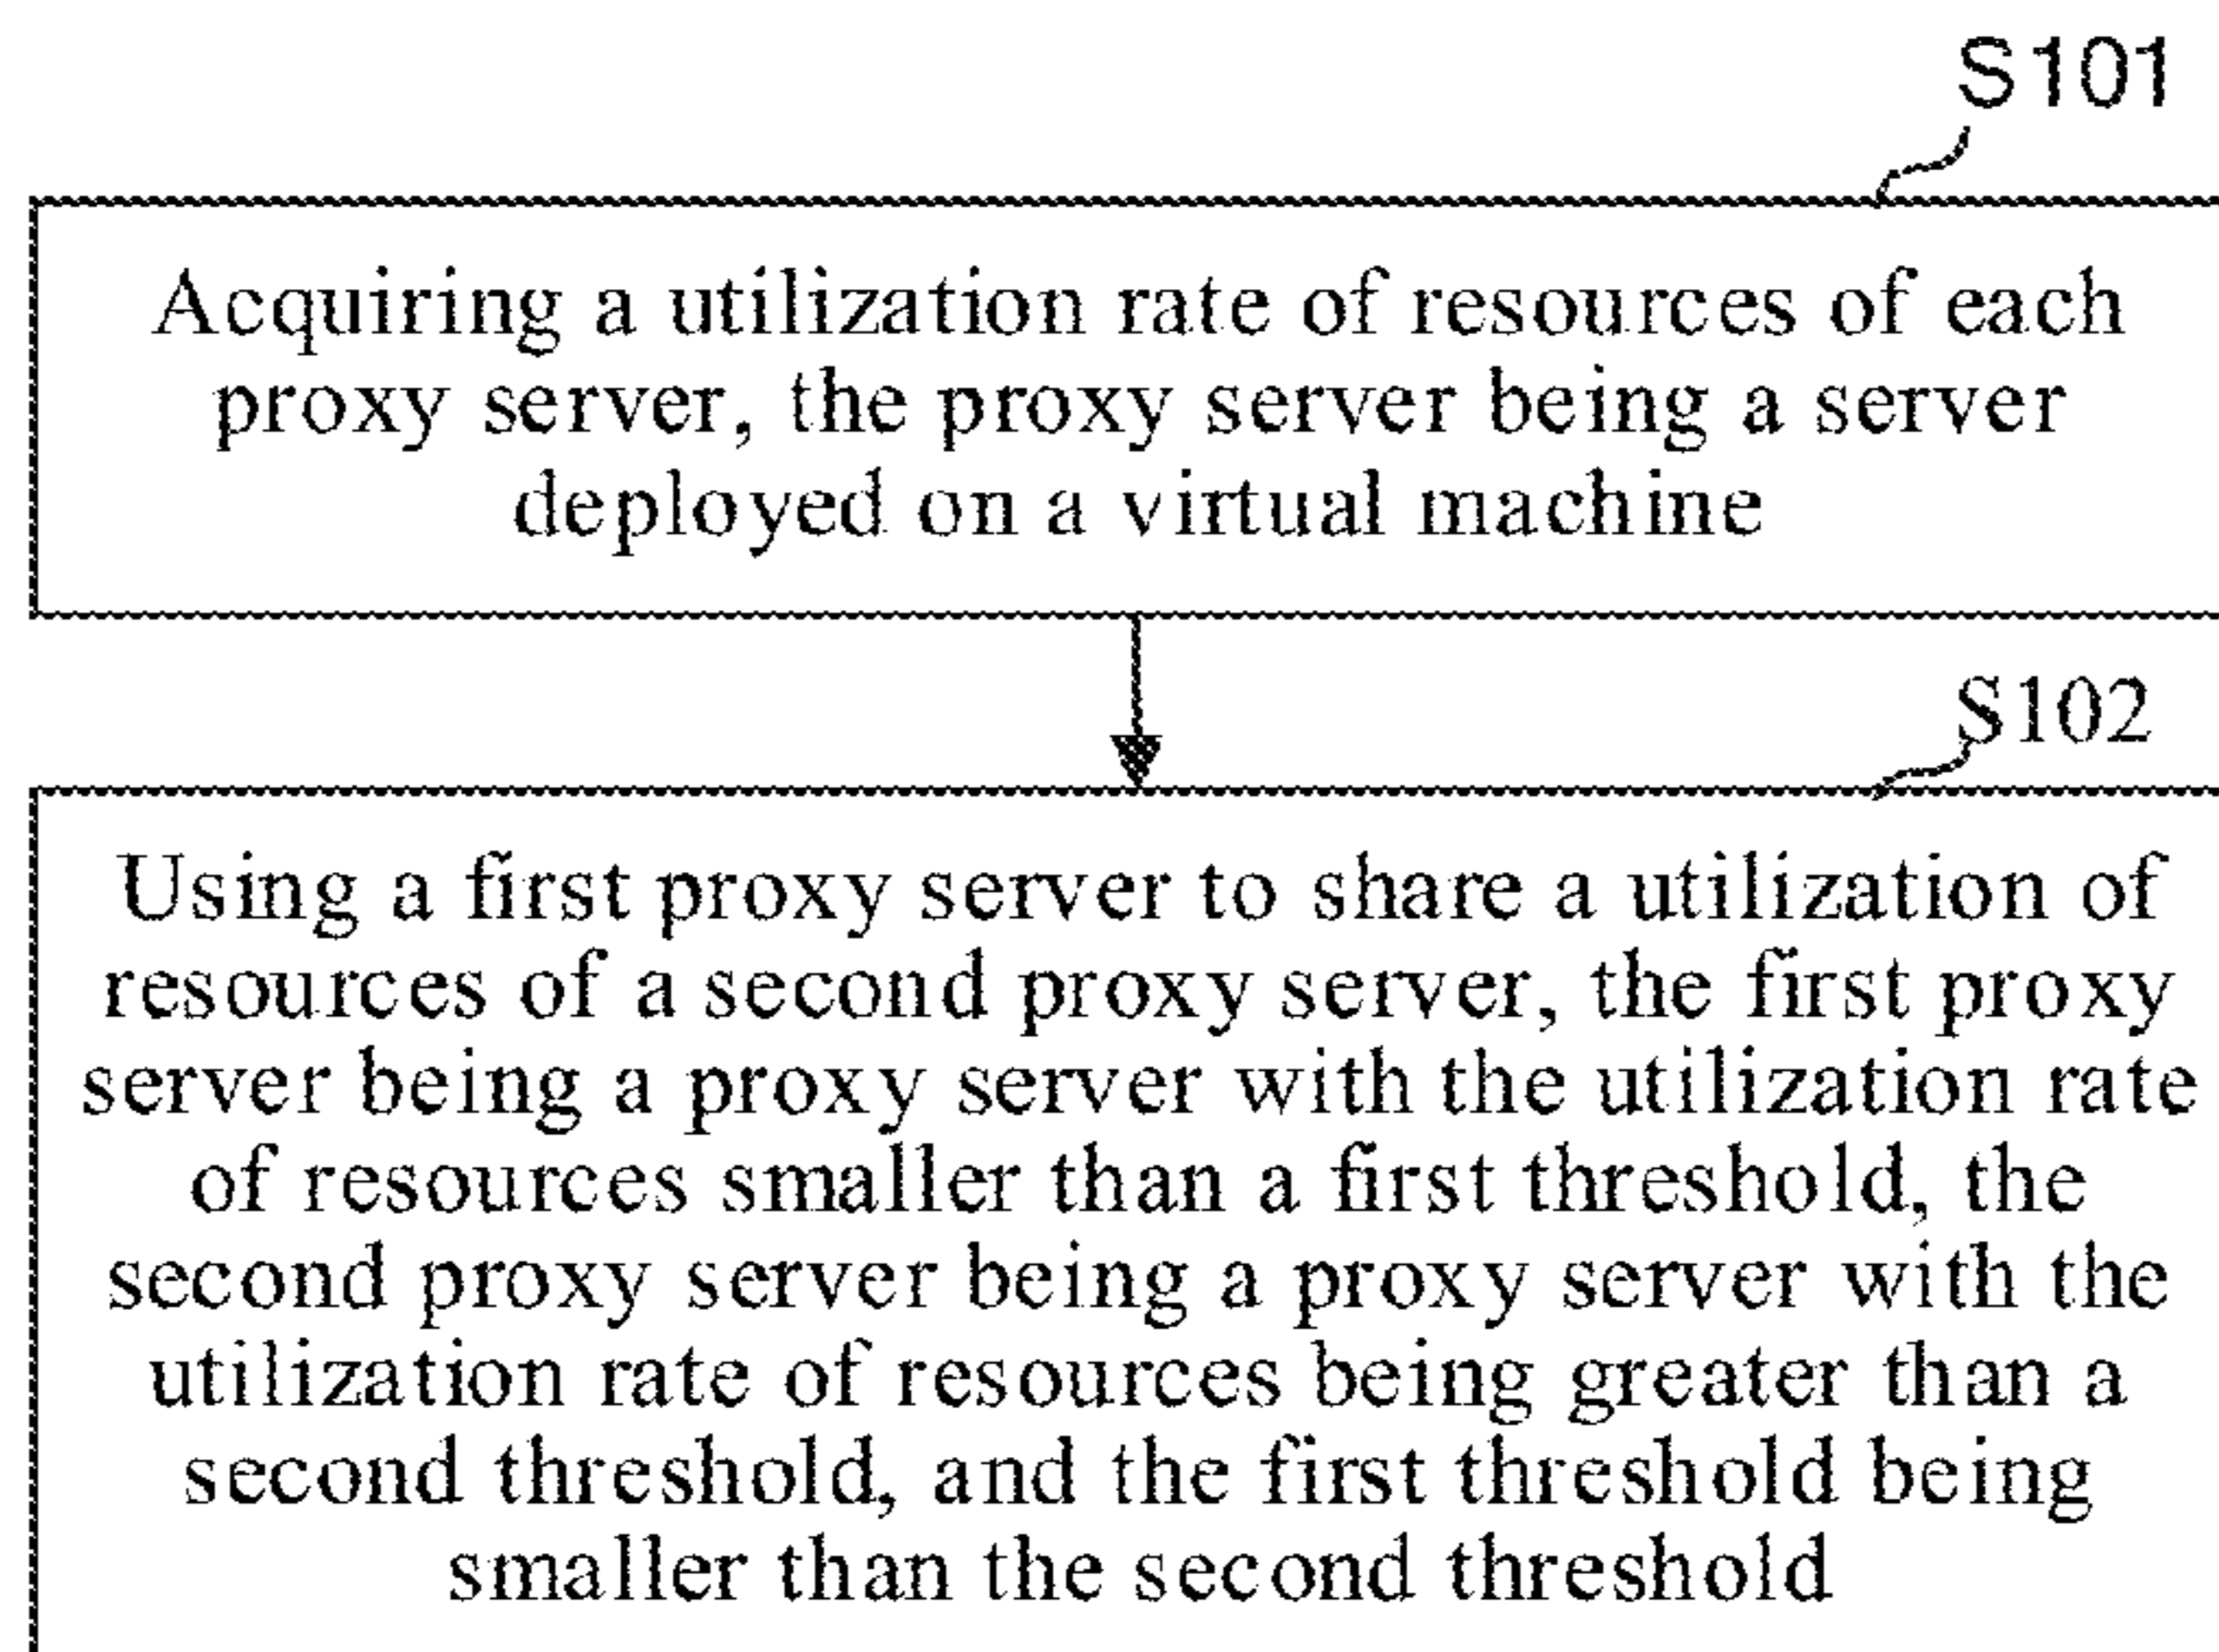 S101
Acquiring a utilization rate of resources of each
proxy server, the proxy server being a server
deployed on a virtual machine
S102
Using a first proxy server to share a utilization of
resources of a second proxy server, the first proxy
server being a proxy server with the utilization rate
of resources smaller than a first threshold, the
second proxy server being a proxy server with the
utilization rate of resources being greater than a
second threshold, and the first threshold being
smaller than the second threshold